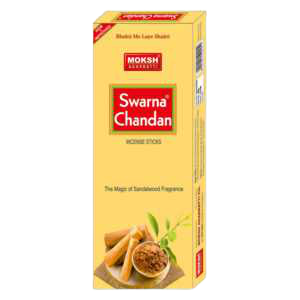 Bhakti Me Laye Shakti
MOKSH
AGARBATTI
Swarna®
Chandan
INCENSE STICKS
The Magic of Sandalwood Fragrance